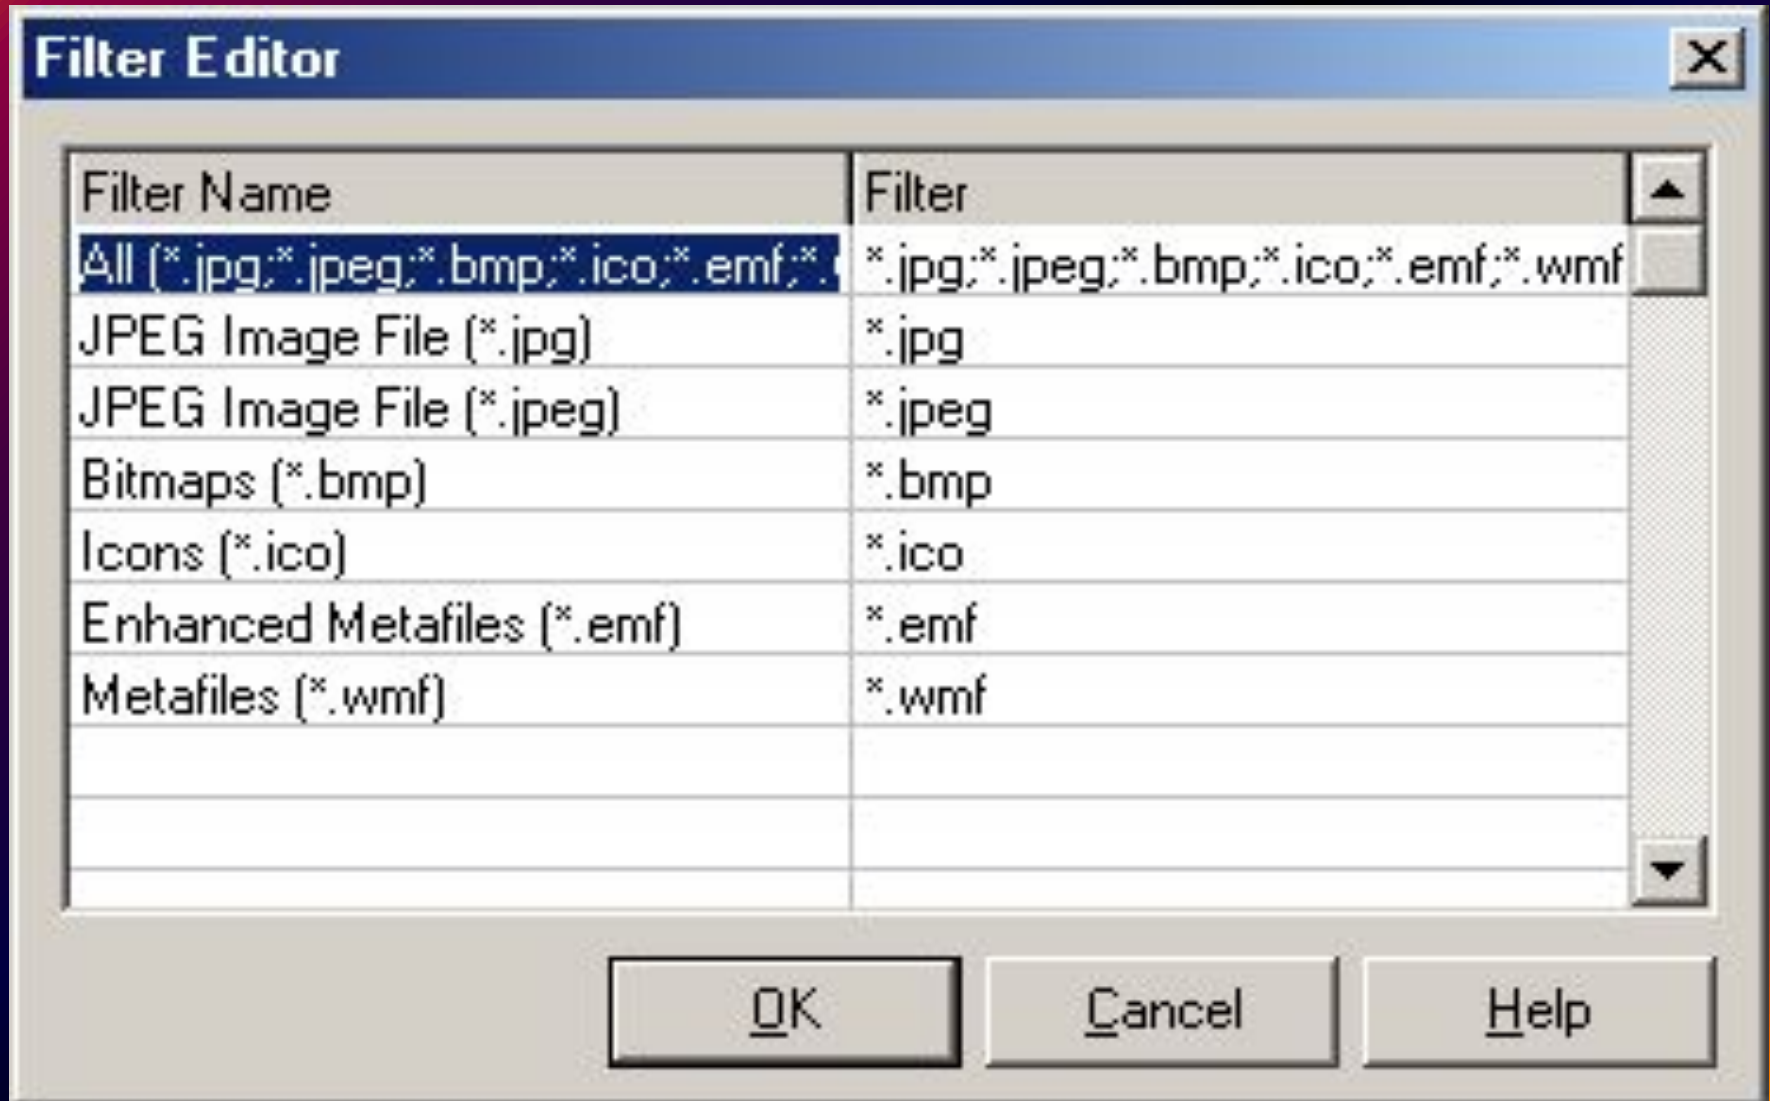 Filter Editor
Filter Name Filter
All (*.jpg;*.jpeg;*.bmp;*.ico;*.emf;*. *.jpg;*.jpeg;*.bmp;*.ico;*.emf;*.wmf
JPEG Image File (*.jpg) *.jpg
JPEG Image File (*.jpeg) *.jpeg
Bitmaps (*.bmp) *.bmp
Icons (*.ico) *.ico
Enhanced Metafiles (*.emf) *.emf
Metafiles (*.wmf) *.wmf
OK Cancel Help